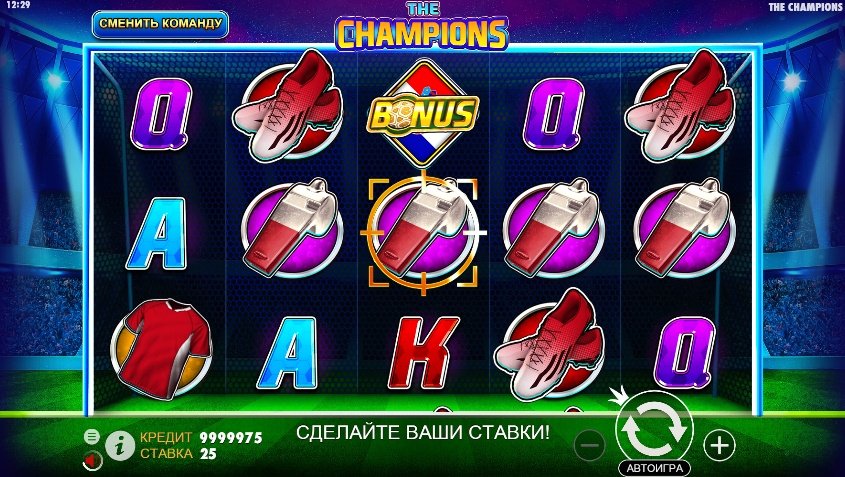 12:29
СМЕНИТЬ КОМАНДУ
THE
CHAMPIONS
THE CHAMPIONS
Q
BONUS
Q
A
A
K
Q
КРЕДИТ 9999975
СТАВКА 25
СДЕЛАЙТЕ ВАШИ СТАВКИ!
АВТОИГРА